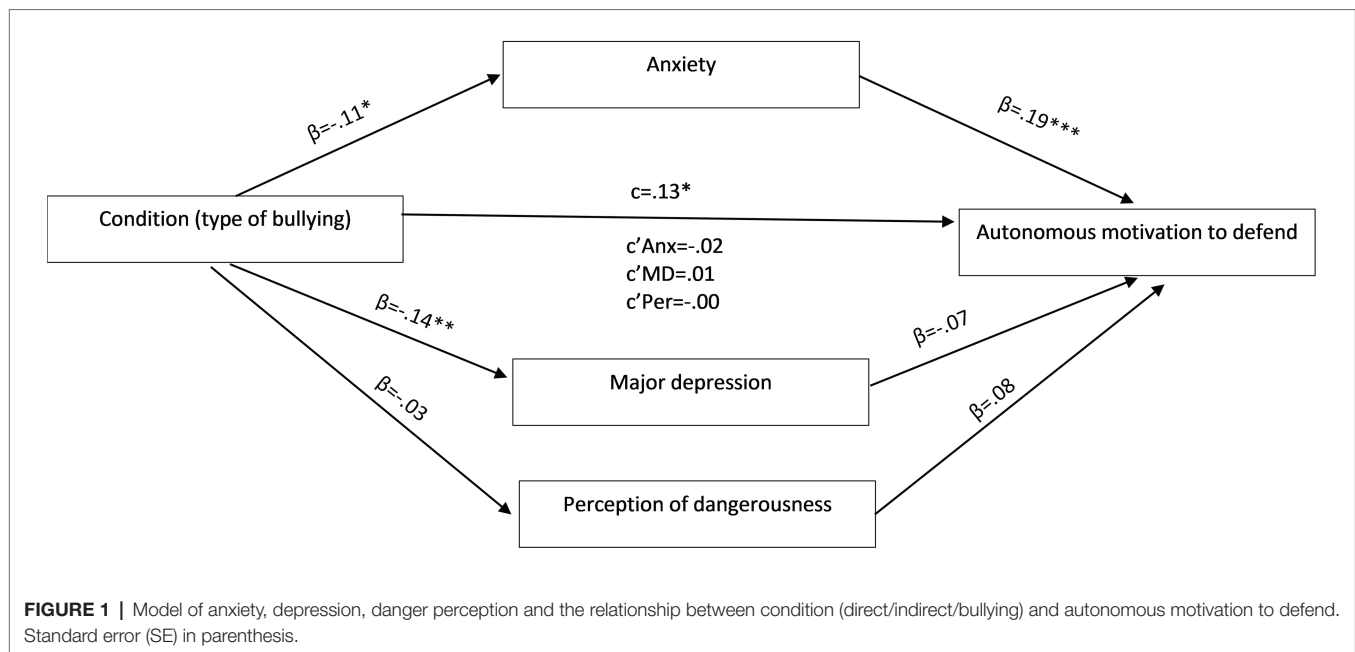 Anxiety
β=-.11*
β=.19***
c=.13*
Condition (type of bullying)
Autonomous motivation to defend
c’Anx=-.02
c’MD=.01
c’Per=-.00
β=-.14**
β=-.07
Major depression
β=-.03
β=.08
Perception of dangerousness
FIGURE 1 | Model of anxiety, depression, danger perception and the relationship between condition (direct/indirect/bullying) and autonomous motivation to defend.
Standard error (SE) in parenthesis.